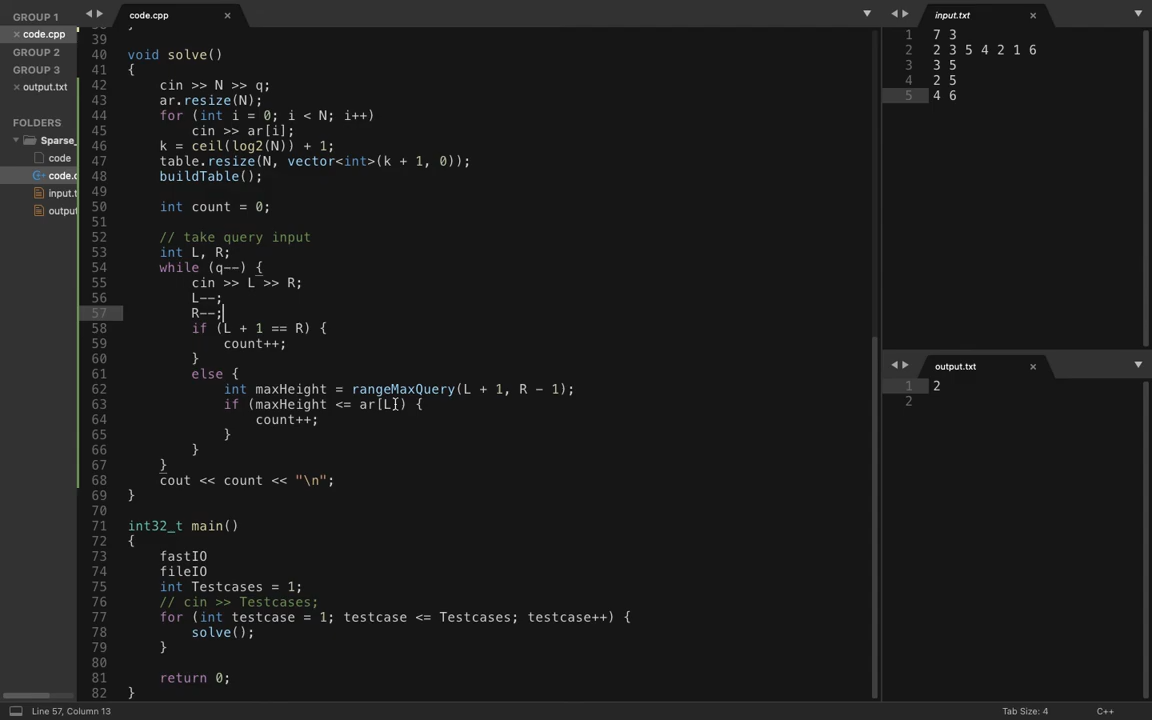 GROUP 1
code.cpp
GROUP 2
GROUP 3
output.txt
FOLDERS
Sparse_
code
code.c
input.t
output
code.cpp
39
40 void solve()
41 {
42 cin >> N >> q;
43 ar.resize(N);
44 for (int i = 0; i < N; i++)
45 cin >> ar[i];
46 k = ceil(log2(N)) + 1;
47 table.resize(N, vector<int>(k + 1, 0));
48 buildTable();
49
50 int count = 0;
51
52 // take query input
53 int L, R;
54 while (q--) {
55 cin >> L >> R;
56 L--;
57 R--;
58 if (L + 1 == R) {
59 count++;
60 }
61 else {
62 int maxHeight = rangeMaxQuery(L + 1, R - 1);
63 if (maxHeight <= ar[L]) {
64 count++;
65 }
66 }
67 }
68 cout << count << "\n";
69 }
70
71 int32_t main()
72 {
73 fastIO
74 fileIO
75 int Testcases = 1;
76 // cin >> Testcases;
77 for (int testcase = 1; testcase <= Testcases; testcase++) {
78 solve();
79 }
80
81 return 0;
82 }
input.txt
1 7 3
2 2 3 5 4 2 1 6
3 3 5
4 2 5
5 4 6
output.txt
1 2
2
Line 57, Column 13
Tab Size: 4
C++